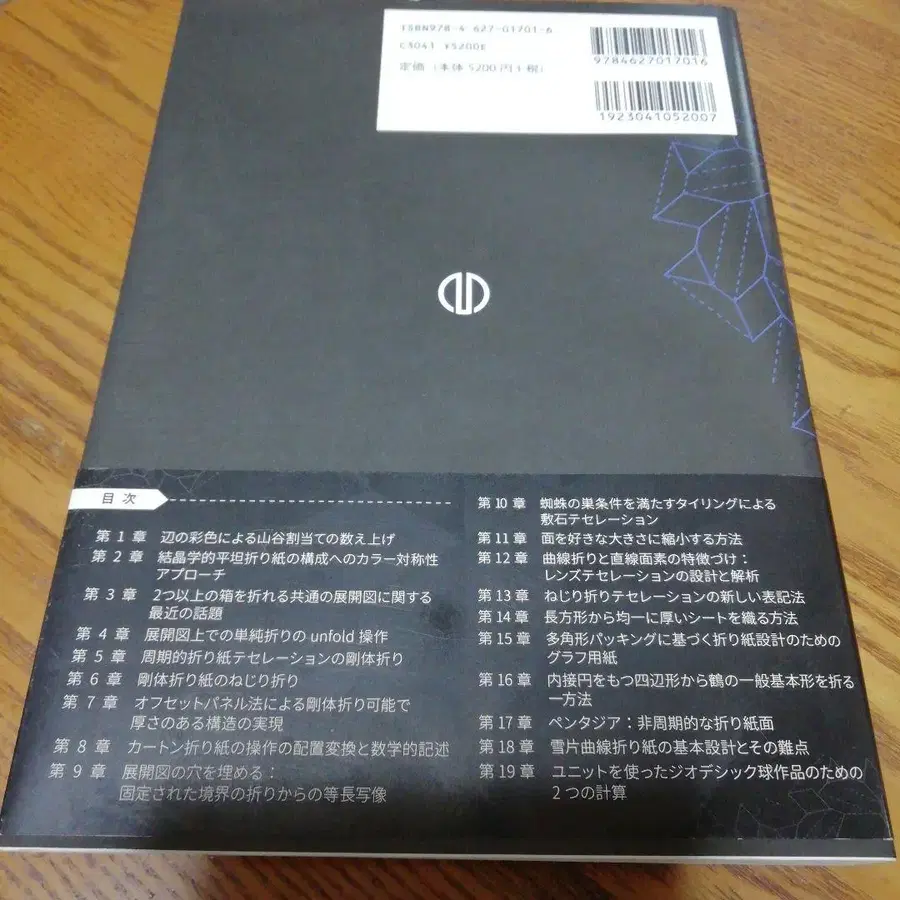 ISBN978-4-627-01701-6
C3041 ¥5200E
定価(本体5200円+税)
9784627017016
1923041052007
目次
第1章 辺の彩色による山谷割当ての数え上げ
第2章 結晶学的平坦折り紙の構成へのカラー対称性
アプローチ
第3章 2つ以上の箱を折れる共通の展開図に関する
最近の話題
第4章 展開図上での単純折りの unfold 操作
第5章 周期的折り紙テセレーションの剛体折り
第6章 剛体折り紙のねじり折り
第7章 オフセットパネル法による剛体折り可能で
厚さのある構造の実現
第8章 カートン折り紙の操作の配置変換と数学的記述
第9章 展開図の穴を埋める:
固定された境界の折りからの等長写像
第10章 蜘蛛の巣条件を満たすタイリングによる
敷石テセレーション
第11章 面を好きな大きさに縮小する方法
第12章 曲線折りと直線面素の特徴づけ:
レンズテセレーションの設計と解析
第13章 ねじり折りテセレーションの新しい表記法
第14章 長方形から均一に厚いシートを織る方法
第15章 多角形パッキングに基づく折り紙設計のための
グラフ用紙
第16章 内接円をもつ四辺形から鶴の一般基本形を折る
一方法
第17章 ペンタジア:非周期的な折り紙面
第18章 雪片曲線折り紙の基本設計とその難点
第19章 ユニットを使ったジオデシック球作品のための
2つの計算